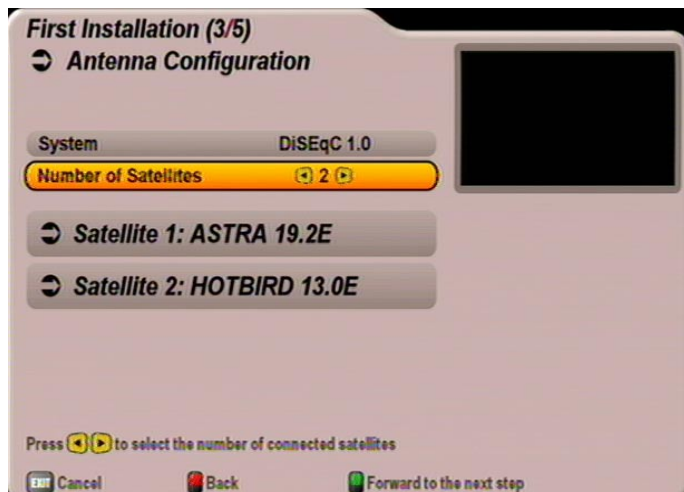 First Installation (3/5)
Antenna Configuration
System DiSEqC 1.0
Number of Satellites 2
Satellite 1: ASTRA 19.2E
Satellite 2: HOTBIRD 13.0E
Press to select the number of connected satellites
EXIT Cancel Back Forward to the next step